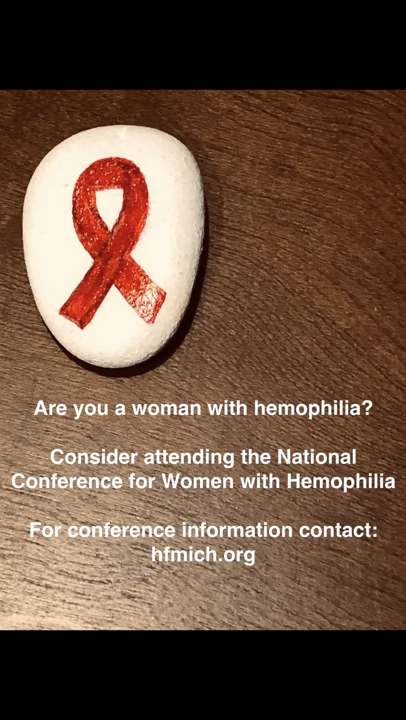 Are you a woman with hemophilia?
Consider attending the National
Conference for Women with Hemophilia
For conference information contact:
hfmich.org